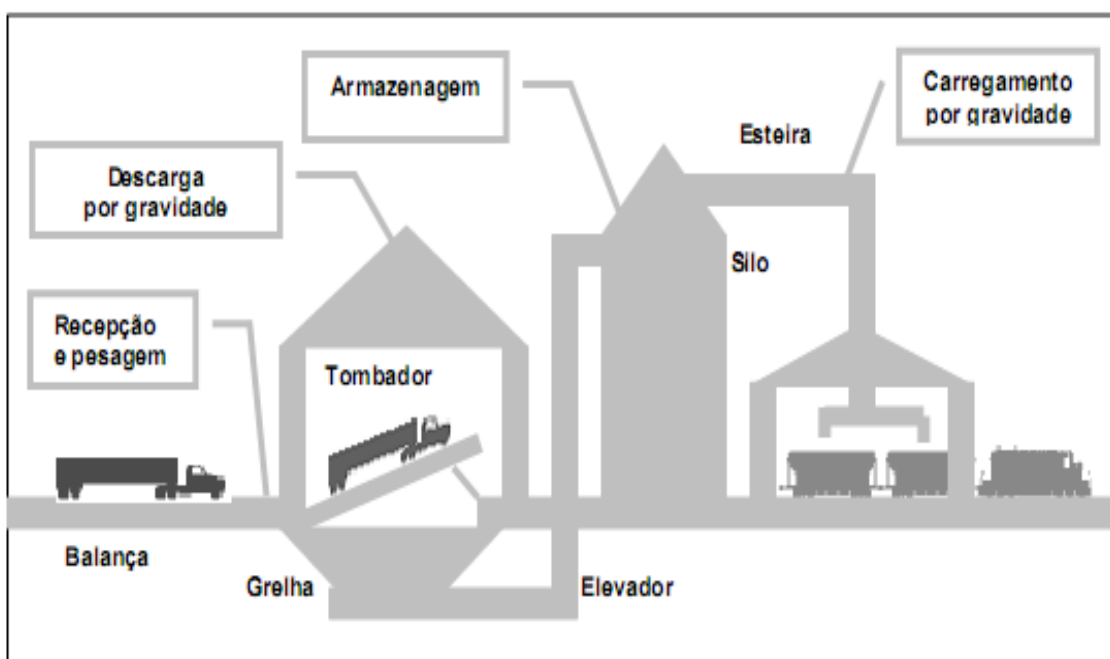 Armazenagem
Carregamento
por gravidade
Esteira
Descarga
por gravidade
Silo
Recepção
e pesagem
Tombador
Balança
Grelha
Elevador